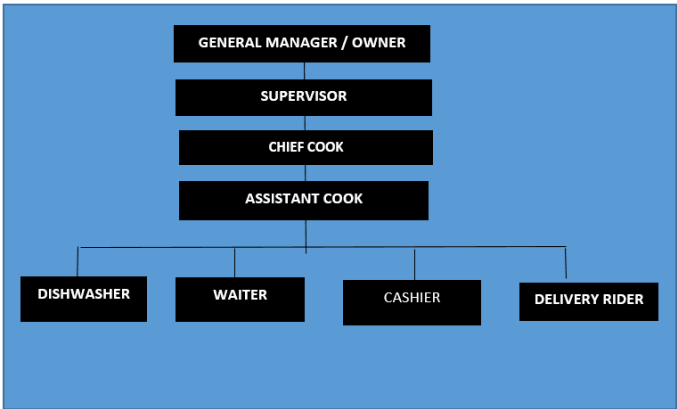 GENERAL MANAGER / OWNER
SUPERVISOR
CHIEF COOK
ASSISTANT COOK
DISHWASHER
WAITER
CASHIER
DELIVERY RIDER